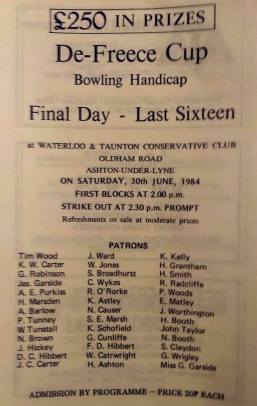 £250 IN PRIZES
De-Freece Cup
Bowling Handicap
Final Day - Last Sixteen
at WATERLOO & TAUNTON CONSERVATIVE CLUB
OLDHAM ROAD
ASHTON-UNDER-LYNE
ON SATURDAY, 30th JUNE, 1984
FIRST BLOCKS AT 2.00 p.m.
STRIKE OUT AT 2.30 p.m. PROMPT
Refreshments on sale at moderate prices
PATRONS
Tim Wood J. Ward K. Kelly
K. W. Carter W. Jones H. Grantham
G. Robinson S. Broadhurst H. Smith
Jas. Garside C. Wykes R. Radcliffe
A. E. Purkiss R. O'Rorke P. Woods
H. Marsden K. Astley E. Matley
A. Barlow N. Causer J. Worthington
P. Tunney S. E. Marsh H. Booth
W Tunstall K. Schofield John Taylor
N. Brown G. Cunliffe N. Booth
J. Hickey F. D. Hibbert S. Claydon
D. C. Hibbert W. Catrwright G. Wrigley
J. C. Carter H. Ashton Miss G. Garside
ADMISSION BY PROGRAMME - PRICE 20p EACH